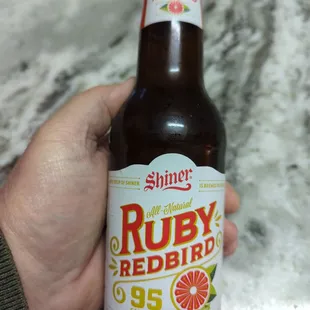 Shiner
All-Natural
RUBY
REDBIRD
95